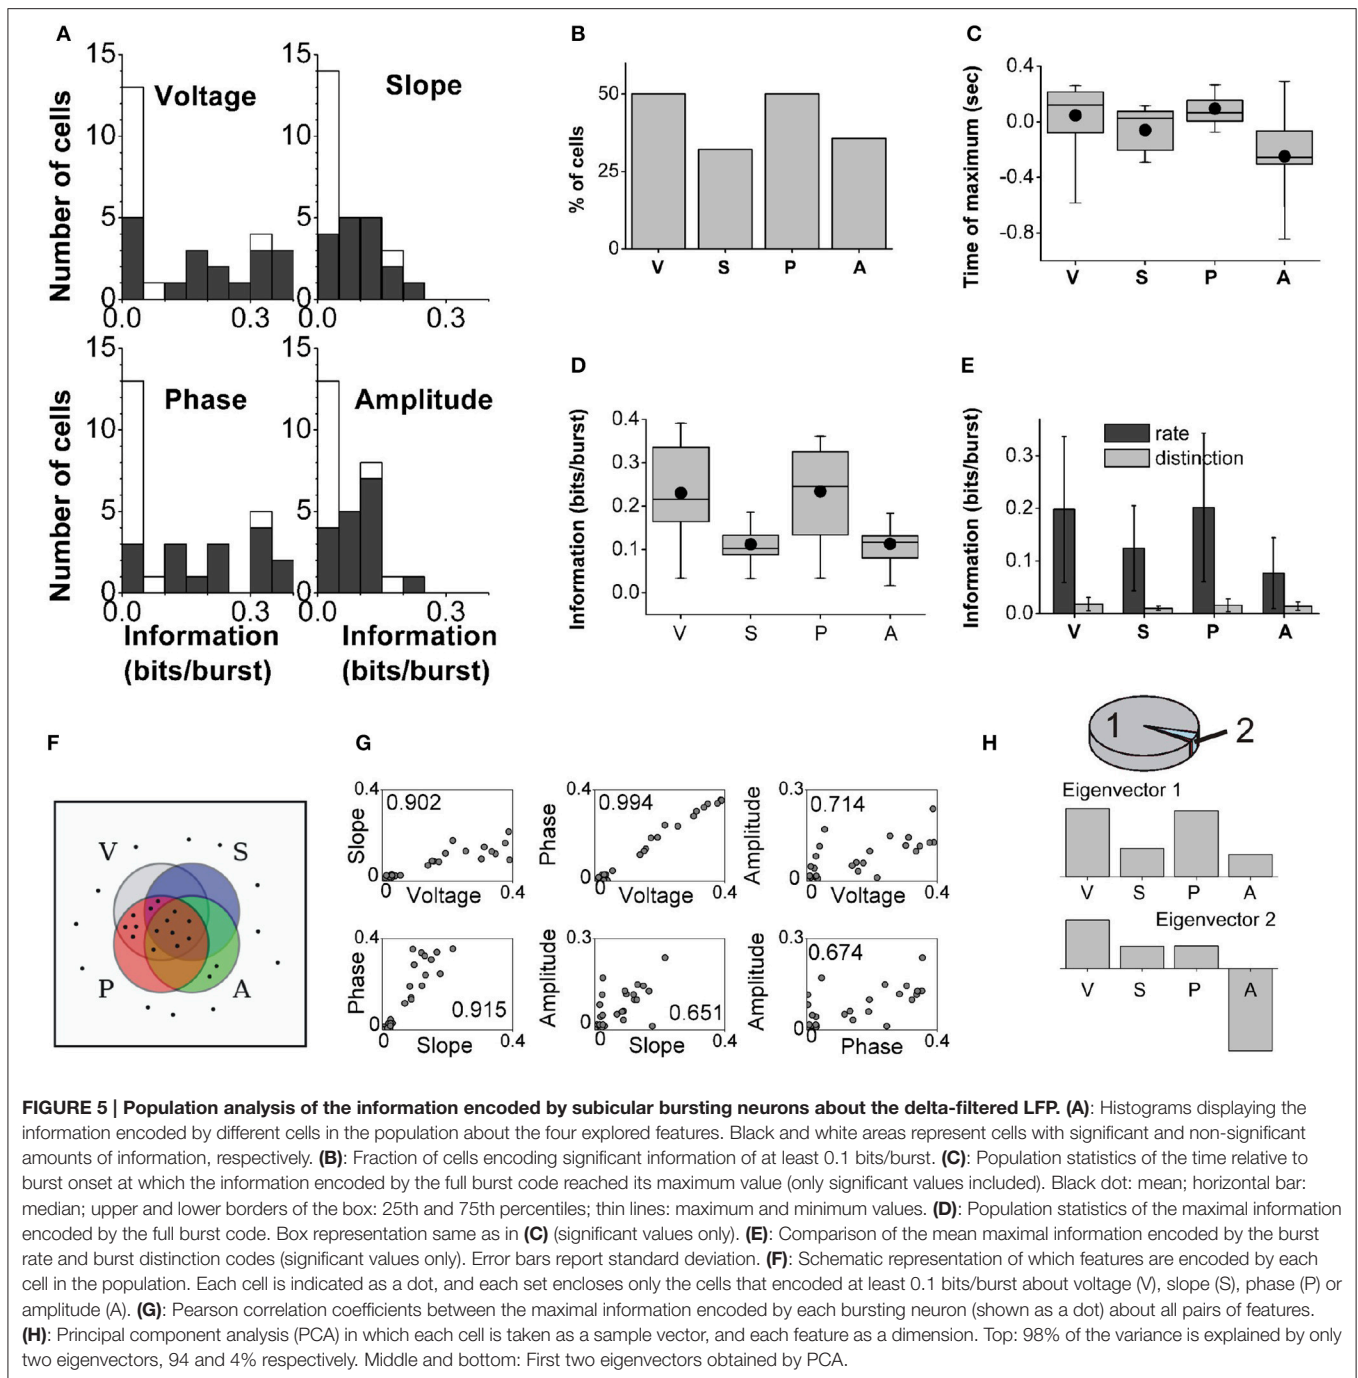 A
15
10
5
0
Voltage
Number of cells
0.0
0.3
15
10
5
0
Slope
0.0
0.3
15
10
5
0
Phase
Number of cells
0.0
0.3
Information
(bits/burst)
Amplitude
0.0
0.3
Information
(bits/burst)
B
50
25
0
% of cells
V S P A
C
0.4
0.0
-0.4
-0.8
Time of maximum (sec)
V S P A
D
0.4
0.3
0.2
0.1
0.0
Information (bits/burst)
V S P A
E
0.3
0.2
0.1
0.0
Information (bits/burst)
rate
distinction
V S P A
F
V S
P A
G
0.4
0.902
Slope
0
0 Voltage 0.4
0.4
0.994
Phase
0
0 Voltage 0.4
0.3
0.714
Amplitude
0
0 Voltage 0.4
0.4
Phase
0.915
0
0 Slope 0.4
0.3
Amplitude
0.651
0
0 Slope 0.4
0.3
0.674
Amplitude
0
0 Phase 0.4
H
1
2
Eigenvector 1
V S P A
Eigenvector 2
V S P A
FIGURE 5 | Population analysis of the information encoded by subicular bursting neurons about the delta-filtered LFP. (A): Histograms displaying the
information encoded by different cells in the population about the four explored features. Black and white areas represent cells with significant and non-significant
amounts of information, respectively. (B): Fraction of cells encoding significant information of at least 0.1 bits/burst. (C): Population statistics of the time relative to
burst onset at which the information encoded by the full burst code reached its maximum value (only significant values included). Black dot: mean; horizontal bar:
median; upper and lower borders of the box: 25th and 75th percentiles; thin lines: maximum and minimum values. (D): Population statistics of the maximal information
encoded by the full burst code. Box representation same as in (C) (significant values only). (E): Comparison of the mean maximal information encoded by the burst
rate and burst distinction codes (significant values only). Error bars report standard deviation. (F): Schematic representation of which features are encoded by each
cell in the population. Each cell is indicated as a dot, and each set encloses only the cells that encoded at least 0.1 bits/burst about voltage (V), slope (S), phase (P) or
amplitude (A). (G): Pearson correlation coefficients between the maximal information encoded by each bursting neuron (shown as a dot) about all pairs of features.
(H): Principal component analysis (PCA) in which each cell is taken as a sample vector, and each feature as a dimension. Top: 98% of the variance is explained by only
two eigenvectors, 94 and 4% respectively. Middle and bottom: First two eigenvectors obtained by PCA.